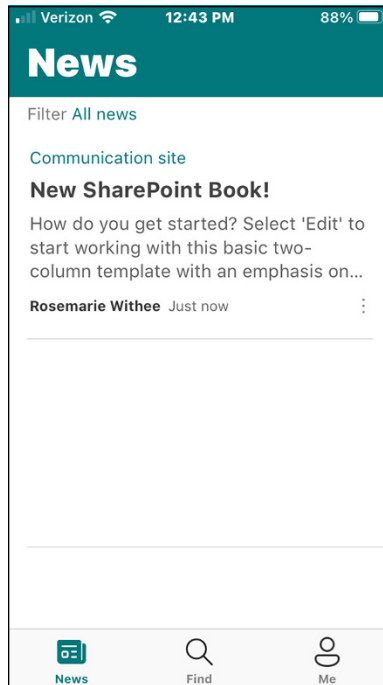 Verizon 12:43 PM 88%
News
Filter All news
Communication site
New SharePoint Book!
How do you get started? Select 'Edit' to
start working with this basic two-
column template with an emphasis on...
Rosemarie Withee Just now
News Find Me